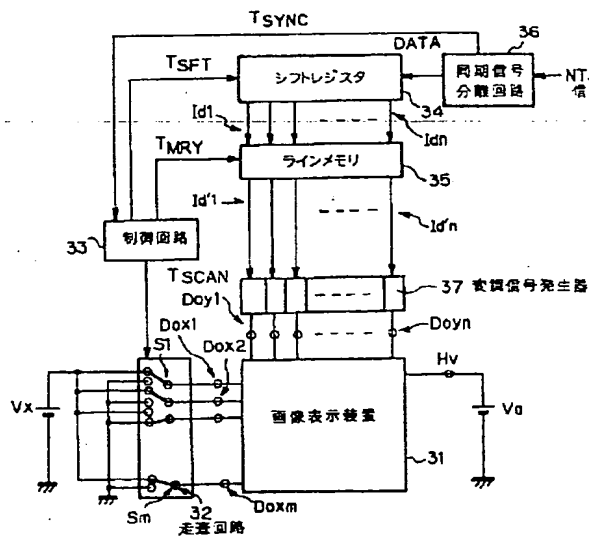 TSYNC
36
DATA
同期信号
分離回路
NT
信
TSFT
シフトレジスタ
34
Id1
Idn
TMRY
ラインメモリ
35
Id'1
Id'n
33
制御回路
TSCAN
37 変調信号発生器
Doy1
Doyn
Dox1
Dox2
S1
Hv
Vx
画像表示装置
Va
31
Sm
32
走査回路
Doxm